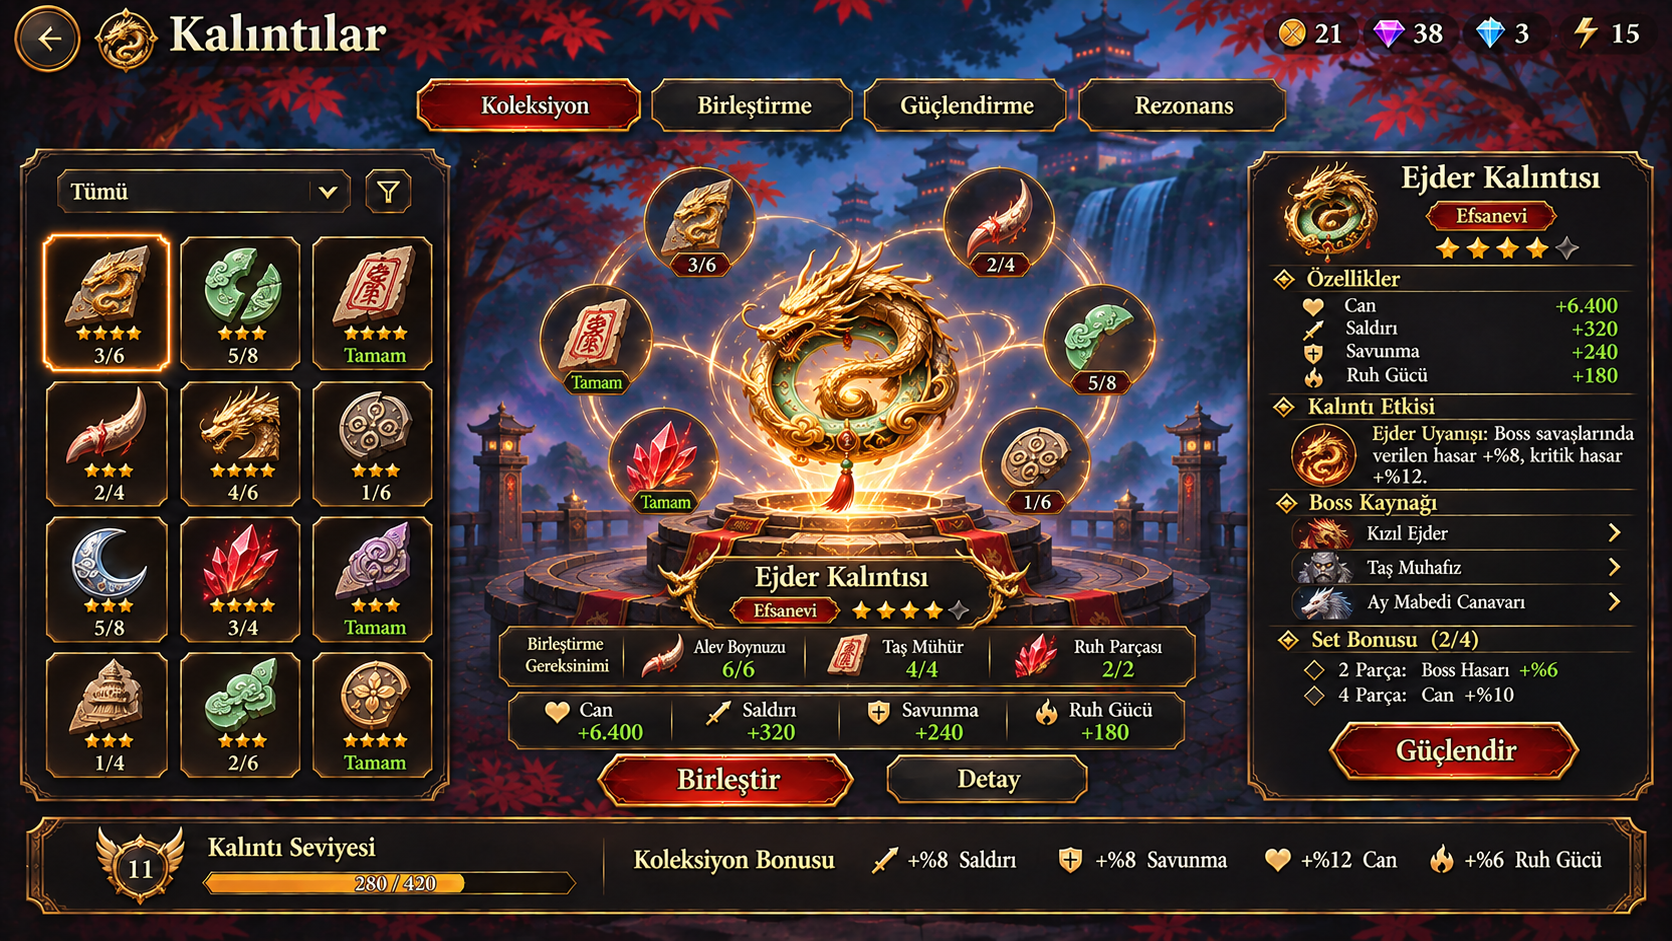 Kalıntılar
21
38
3
15
Koleksiyon
Birleştirme
Güçlendirme
Rezonans
Tümü
3/6
5/8
Tamam
2/4
4/6
1/6
5/8
3/4
Tamam
1/4
2/6
Tamam
3/6
2/4
Tamam
5/8
Tamam
1/6
Ejder Kalıntısı
Efsanevi
Birleştirme
Gereksinimi
Alev Boynuzu
6/6
Taş Mühür
4/4
Ruh Parçası
2/2
Can
+6.400
Saldırı
+320
Savunma
+240
Ruh Gücü
+180
Birleştir
Detay
Ejder Kalıntısı
Efsanevi
Özellikler
Can +6.400
Saldırı +320
Savunma +240
Ruh Gücü +180
Kalıntı Etkisi
Ejder Uyanışı: Boss savaşlarında
verilen hasar +%8, kritik hasar
+%12.
Boss Kaynağı
Kızıl Ejder
Taş Muhafız
Ay Mabedi Canavarı
Set Bonusu (2/4)
2 Parça: Boss Hasarı +%6
4 Parça: Can +%10
Güçlendir
11
Kalıntı Seviyesi
280 / 420
Koleksiyon Bonusu
+%8 Saldırı
+%8 Savunma
+%12 Can
+%6 Ruh Gücü